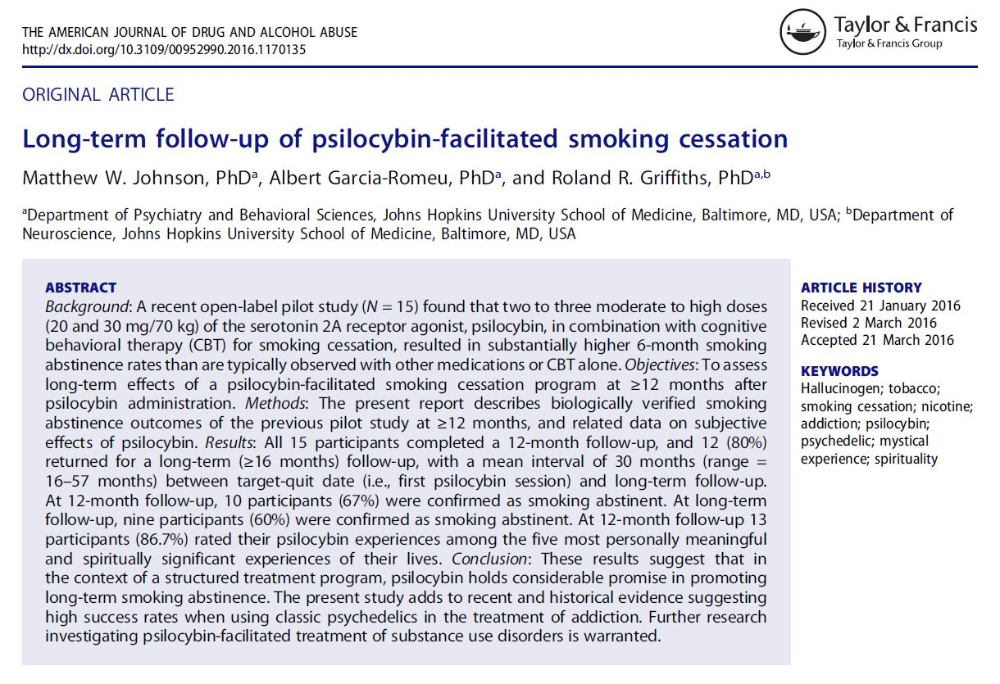 THE AMERICAN JOURNAL OF DRUG AND ALCOHOL ABUSE
http://dx.doi.org/10.3109/00952990.2016.1170135
Taylor & Francis
Taylor & Francis Group
ORIGINAL ARTICLE
Long-term follow-up of psilocybin-facilitated smoking cessation
Matthew W. Johnson, PhDa, Albert Garcia-Romeu, PhDa, and Roland R. Griffiths, PhDa,b
aDepartment of Psychiatry and Behavioral Sciences, Johns Hopkins University School of Medicine, Baltimore, MD, USA; bDepartment of
Neuroscience, Johns Hopkins University School of Medicine, Baltimore, MD, USA
ABSTRACT
Background: A recent open-label pilot study (N = 15) found that two to three moderate to high doses
(20 and 30 mg/70 kg) of the serotonin 2A receptor agonist, psilocybin, in combination with cognitive
behavioral therapy (CBT) for smoking cessation, resulted in substantially higher 6-month smoking
abstinence rates than are typically observed with other medications or CBT alone. Objectives: To assess
long-term effects of a psilocybin-facilitated smoking cessation program at ≥12 months after
psilocybin administration. Methods: The present report describes biologically verified smoking
abstinence outcomes of the previous pilot study at ≥12 months, and related data on subjective
effects of psilocybin. Results: All 15 participants completed a 12-month follow-up, and 12 (80%)
returned for a long-term (≥16 months) follow-up, with a mean interval of 30 months (range =
16–57 months) between target-quit date (i.e., first psilocybin session) and long-term follow-up.
At 12-month follow-up, 10 participants (67%) were confirmed as smoking abstinent. At long-term
follow-up, nine participants (60%) were confirmed as smoking abstinent. At 12-month follow-up 13
participants (86.7%) rated their psilocybin experiences among the five most personally meaningful
and spiritually significant experiences of their lives. Conclusion: These results suggest that in
the context of a structured treatment program, psilocybin holds considerable promise in promoting
long-term smoking abstinence. The present study adds to recent and historical evidence suggesting
high success rates when using classic psychedelics in the treatment of addiction. Further research
investigating psilocybin-facilitated treatment of substance use disorders is warranted.
ARTICLE HISTORY
Received 21 January 2016
Revised 2 March 2016
Accepted 21 March 2016
KEYWORDS
Hallucinogen; tobacco;
smoking cessation; nicotine;
addiction; psilocybin;
psychedelic; mystical
experience; spirituality